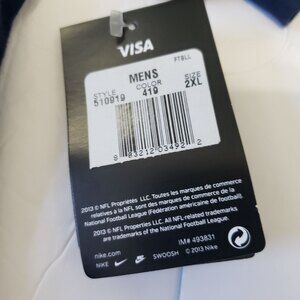 VISA
FTBLL
MENS
STYLE COLOR SIZE
510919 419 2XL
2013 © NFL Propriétés LLC. Toutes les marques de commerce
relatives à la NFL sont des marques de commerce de
National Football League (Fédération américaine de football).
2013 © NFL Properties LLC. All NFL-related trademarks
are trademarks of the National Football League.
IM# 493831
nike.com
NIKE SWOOSH © 2013 Nike